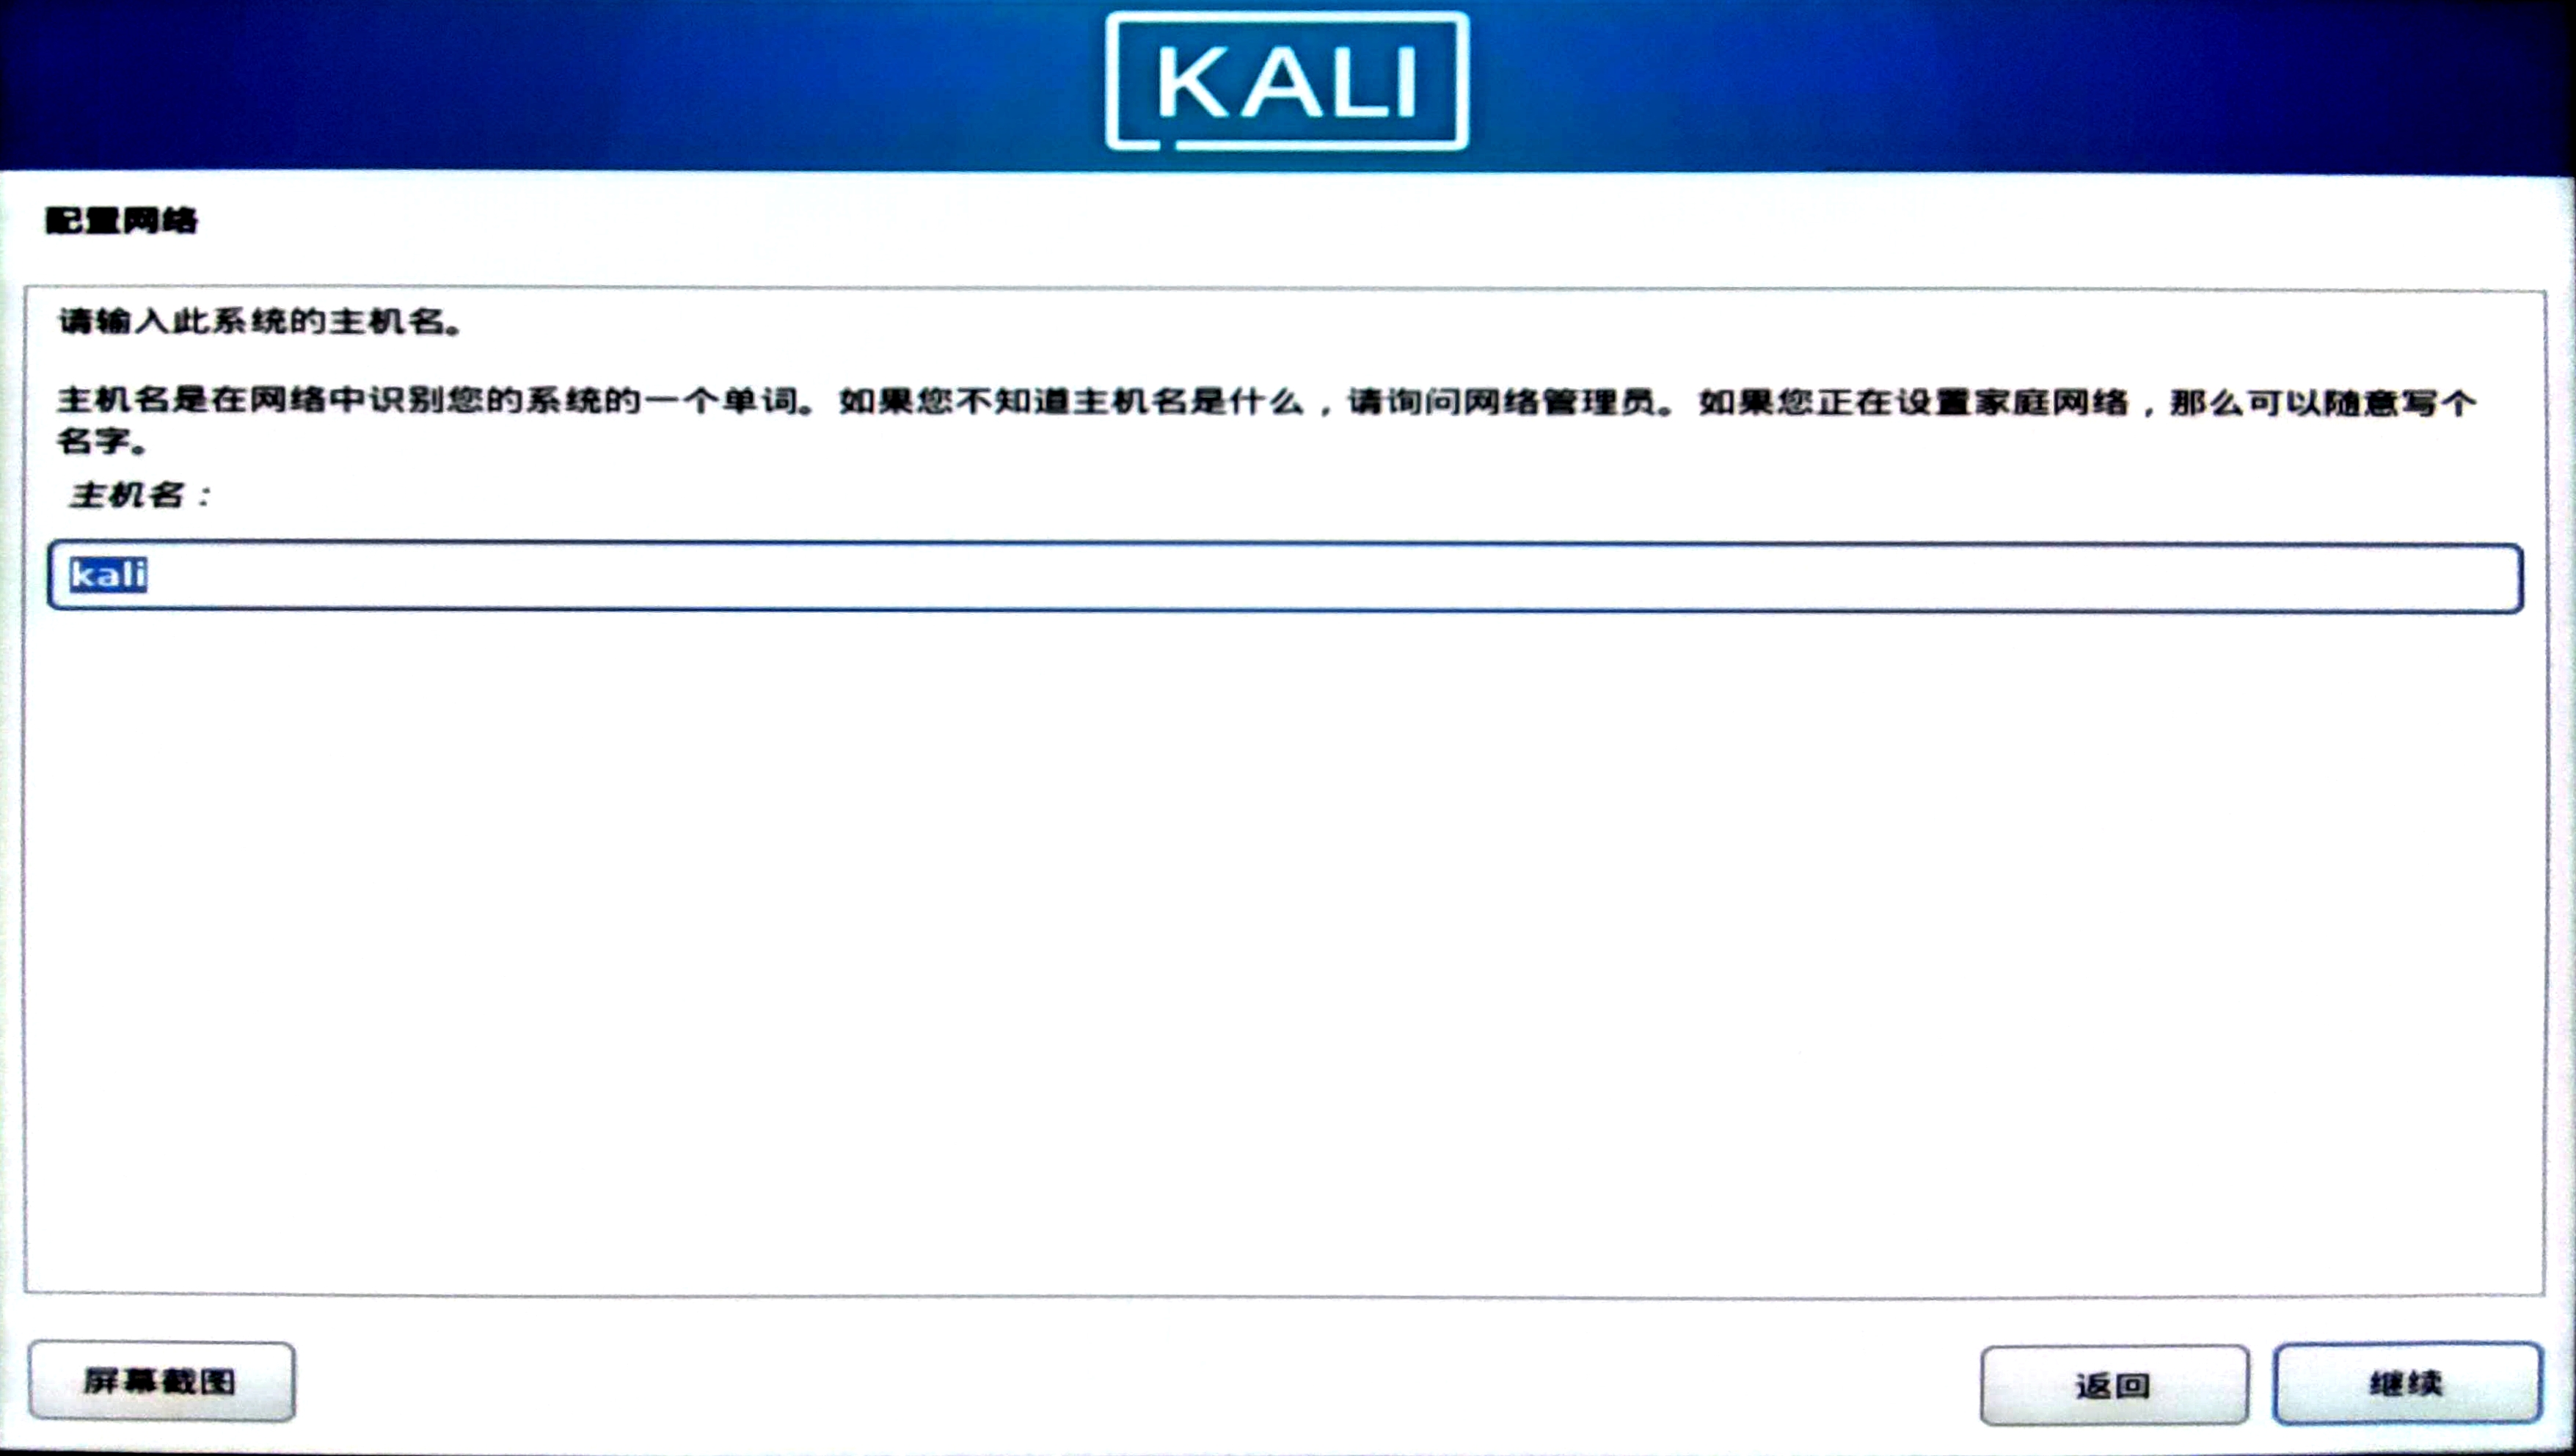 KALI
配置网络
请输入此系统的主机名。
主机名是在网络中识别您的系统的一个单词。如果您不知道主机名是什么，请询问网络管理员。如果您正在设置家庭网络，那么可以随意写个
名字。
主机名：
kali
屏幕截图
返回
继续